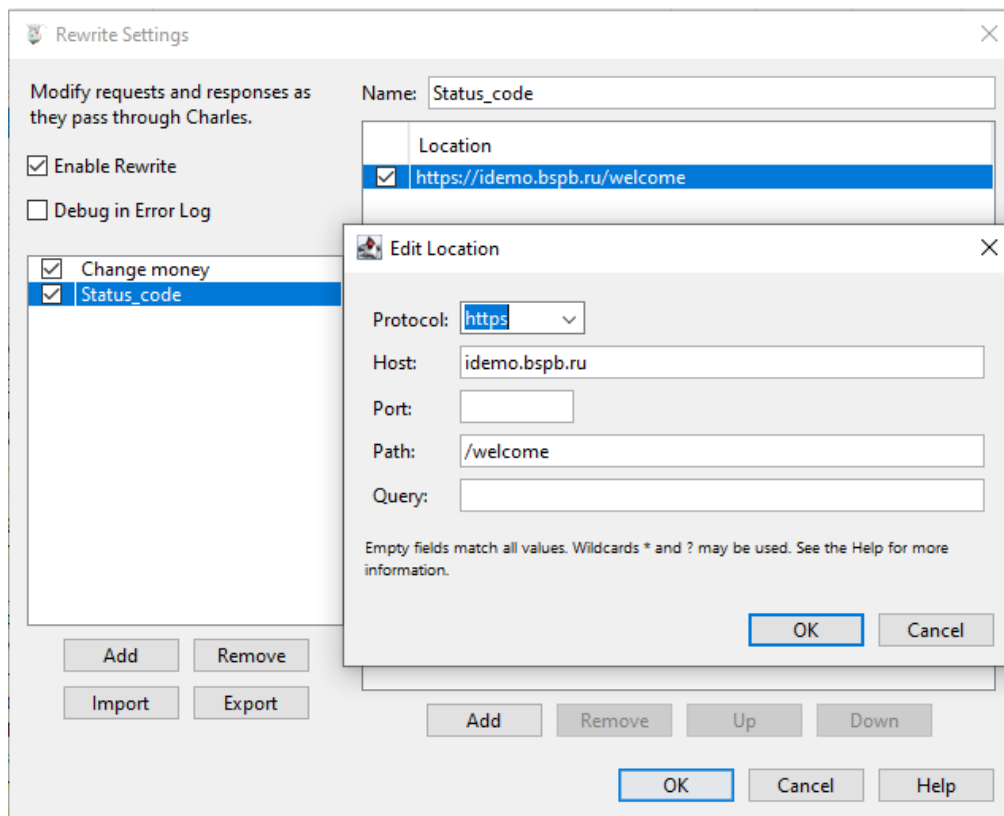 Rewrite Settings
Modify requests and responses as
they pass through Charles.
Enable Rewrite
Debug in Error Log
Change money
Status_code
Add Remove
Import Export
Name: Status_code
Location
https://idemo.bspb.ru/welcome
Edit Location
Protocol: https
Host: idemo.bspb.ru
Port:
Path: /welcome
Query:
Empty fields match all values. Wildcards * and ? may be used. See the Help for more
information.
OK Cancel
Add Remove Up Down
OK Cancel Help